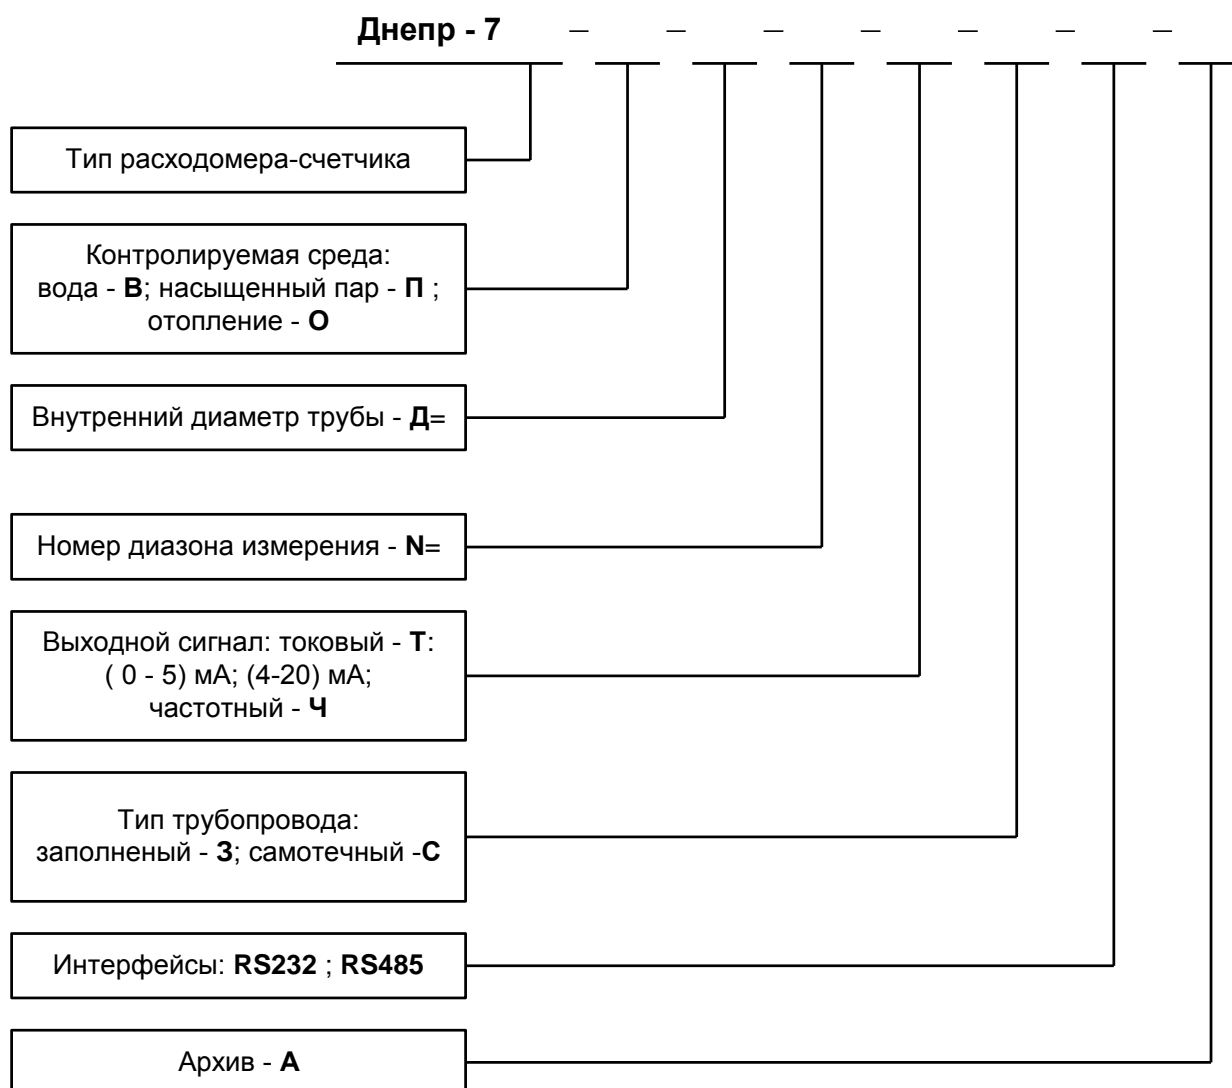 Днепр - 7 – – – – – – –
Тип расходомера-счетчика
Контролируемая среда:
вода - В; насыщенный пар - П ;
отопление - О
Внутренний диаметр трубы - Д=
Номер диазона измерения - N=
Выходной сигнал: токовый - Т:
( 0 - 5) мА; (4-20) мА;
частотный - Ч
Тип трубопровода:
заполненый - З; самотечный -С
Интерфейсы: RS232 ; RS485
Архив - А